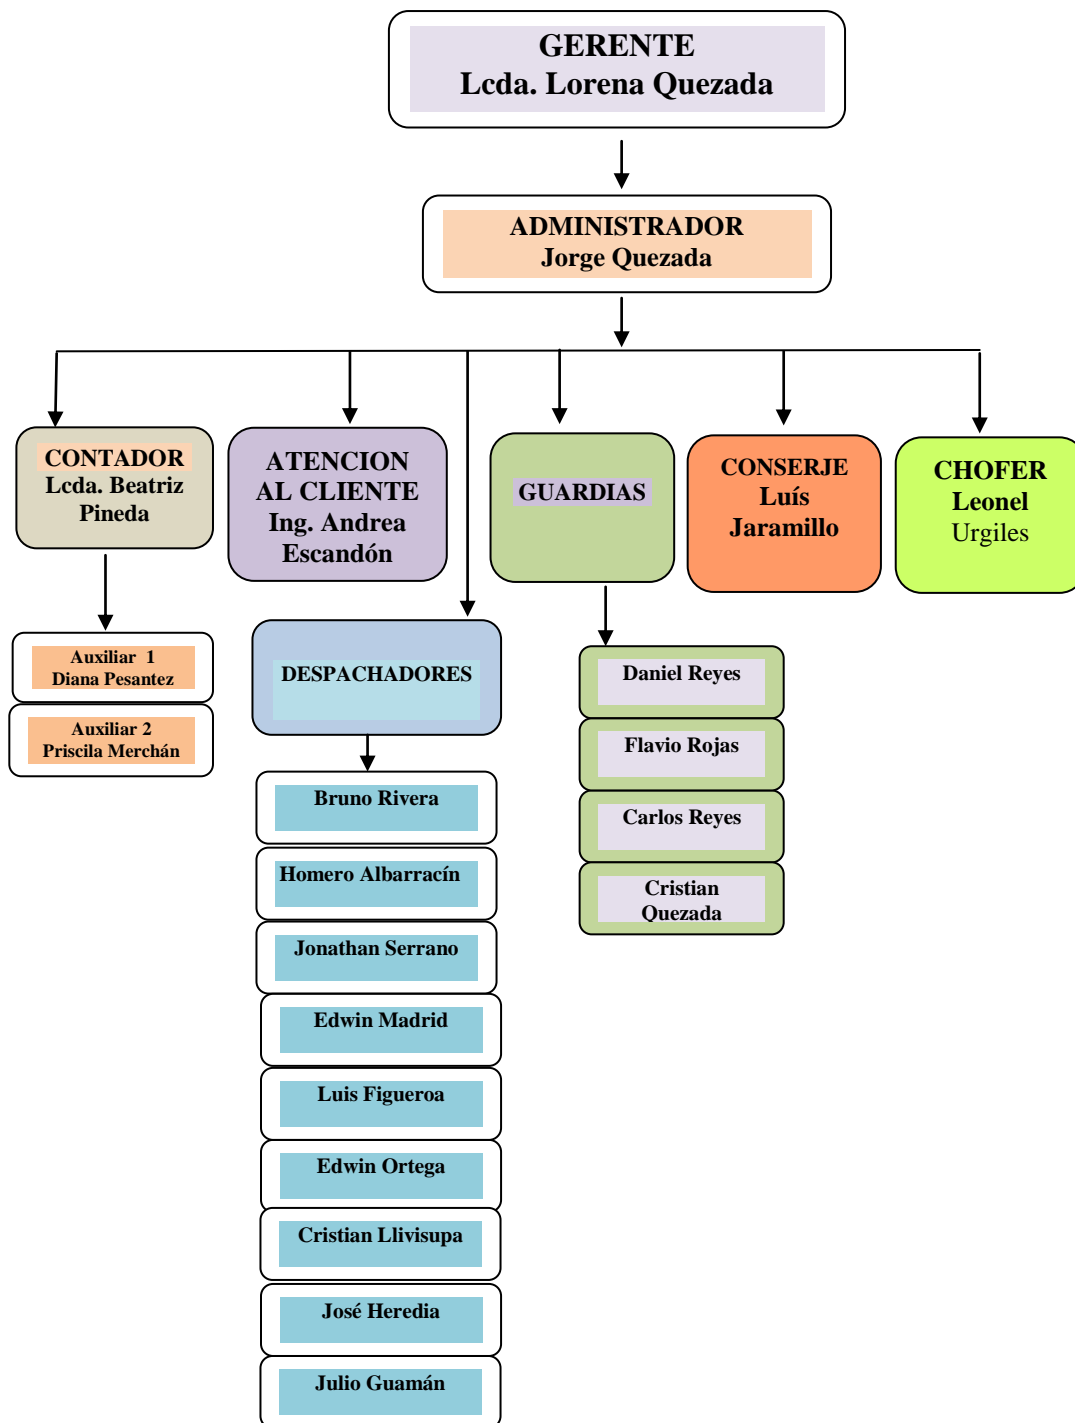 GERENTE
Lcda. Lorena Quezada
ADMINISTRADOR
Jorge Quezada
CONTADOR
Lcda. Beatriz
Pineda
ATENCION
AL CLIENTE
Ing. Andrea
Escandón
GUARDIAS
CONSERJE
Luís
Jaramillo
CHOFER
Leonel
Urgiles
Auxiliar 1
Diana Pesantez
Auxiliar 2
Priscila Merchán
DESPACHADORES
Bruno Rivera
Homero Albarracín
Jonathan Serrano
Edwin Madrid
Luis Figueroa
Edwin Ortega
Cristian Llivisupa
José Heredia
Julio Guamán
Daniel Reyes
Flavio Rojas
Carlos Reyes
Cristian
Quezada